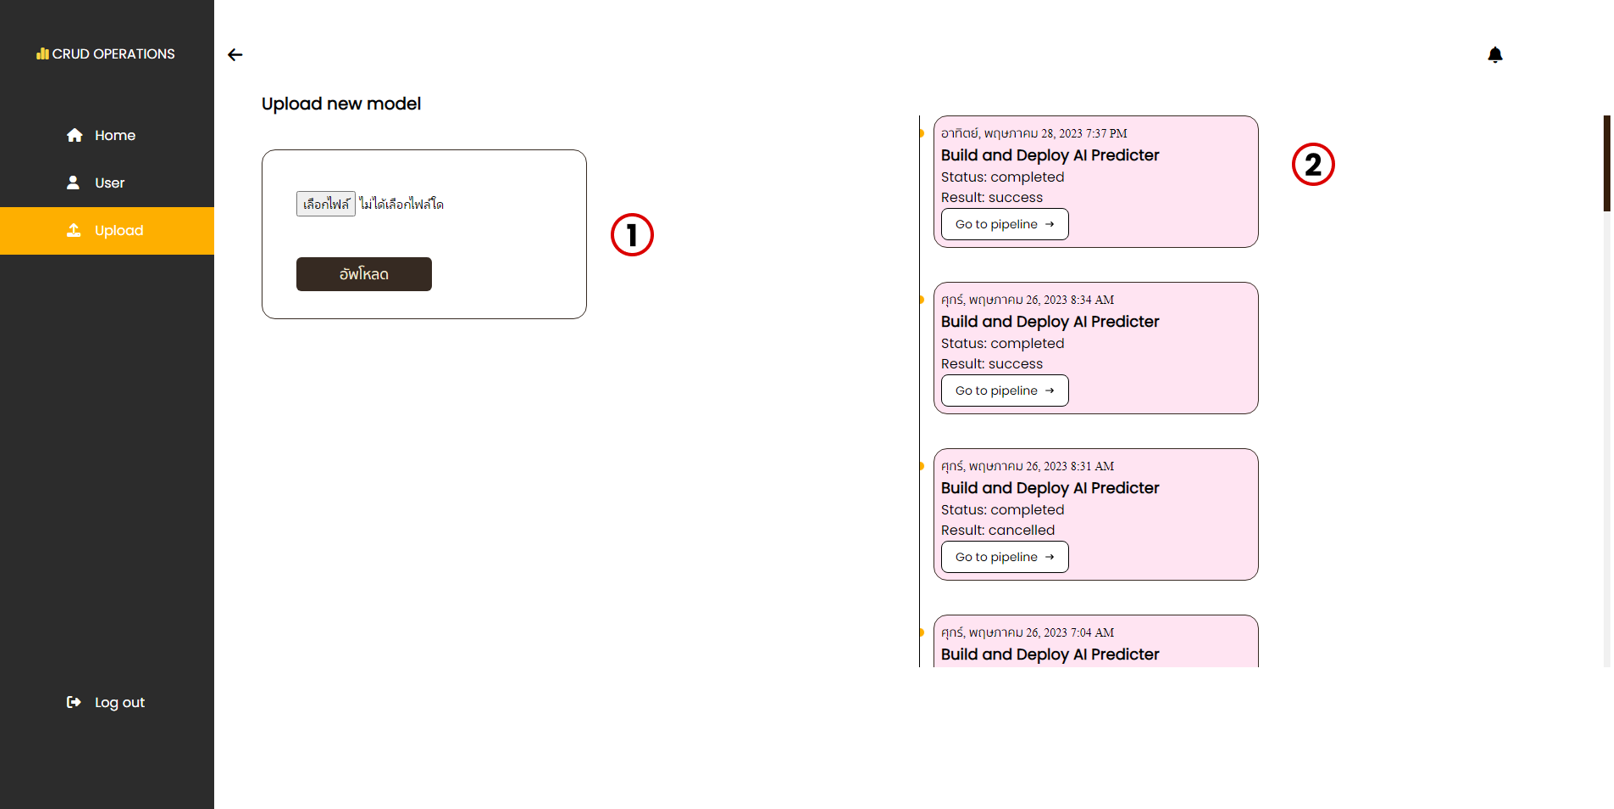 CRUD OPERATIONS
Home
User
Upload
Log out
Upload new model
เลือกไฟล์ ไม่ได้เลือกไฟล์ใด
อัพโหลด
1
อาทิตย์, พฤษภาคม 28, 2023 7:37 PM
Build and Deploy AI Predicter
Status: completed
Result: success
Go to pipeline →
2
ศุกร์, พฤษภาคม 26, 2023 8:34 AM
Build and Deploy AI Predicter
Status: completed
Result: success
Go to pipeline →
ศุกร์, พฤษภาคม 26, 2023 8:31 AM
Build and Deploy AI Predicter
Status: completed
Result: cancelled
Go to pipeline →
ศุกร์, พฤษภาคม 26, 2023 7:04 AM
Build and Deploy AI Predicter